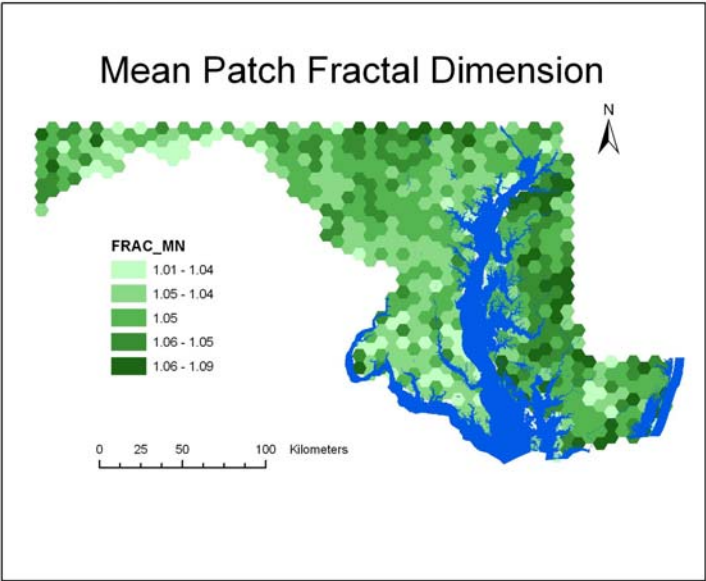 Mean Patch Fractal Dimension
N
FRAC_MN
1.01 - 1.04
1.05 - 1.04
1.05
1.06 - 1.05
1.06 - 1.09
0 25 50 100 Kilometers